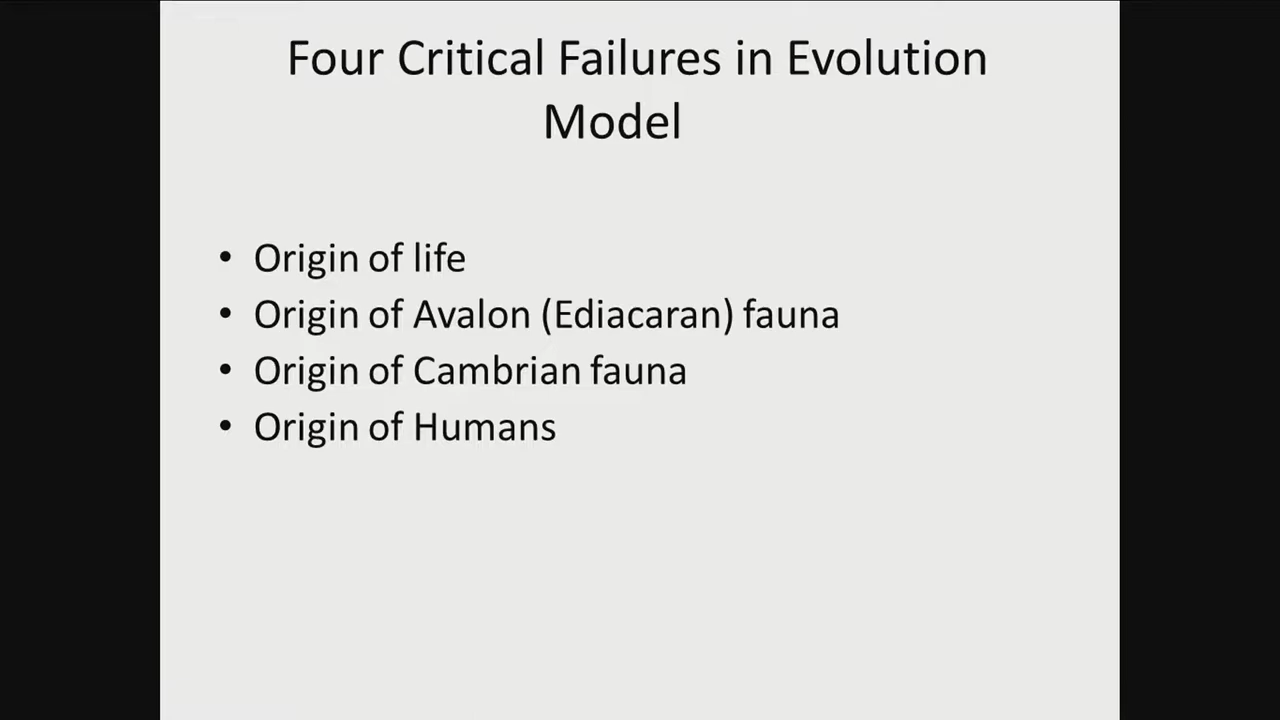 Four Critical Failures in Evolution
Model
• Origin of life
• Origin of Avalon (Ediacaran) fauna
• Origin of Cambrian fauna
• Origin of Humans